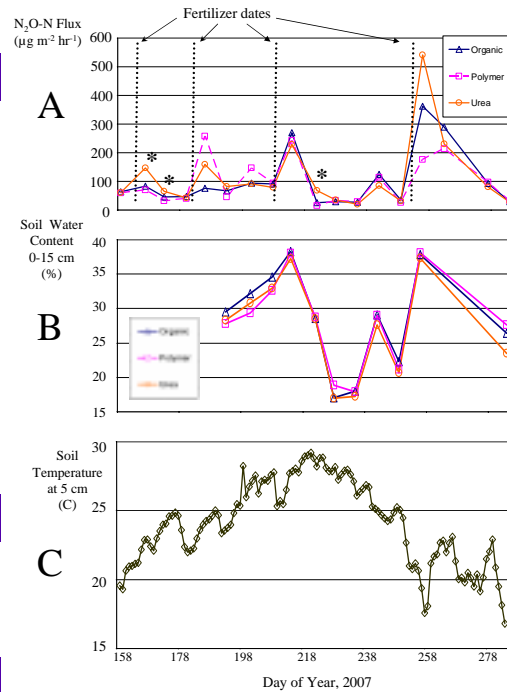 N₂O-N Flux
(µg m⁻² hr⁻¹)
Fertilizer dates
A
600
500
400
300
200
100
0
*
*
*
Organic
Polymer
Urea
Soil Water
Content
0-15 cm
(%)
B
40
35
30
25
20
15
Organic
Polymer
Urea
Soil
Temperature
at 5 cm
(C)
C
30
25
20
15
158 178 198 218 238 258 278
Day of Year, 2007